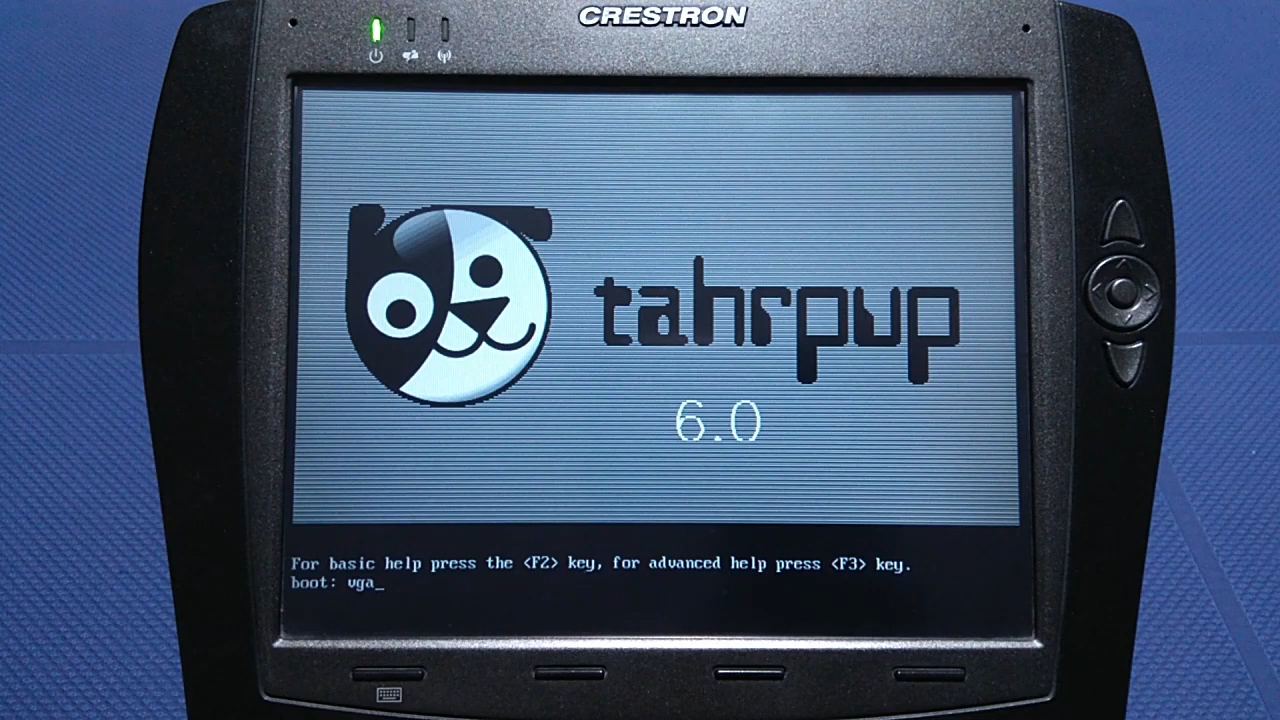 CRESTRON
tahrpup
6.0
For basic help press the <F2> key, for advanced help press <F3> key.
boot: vga_